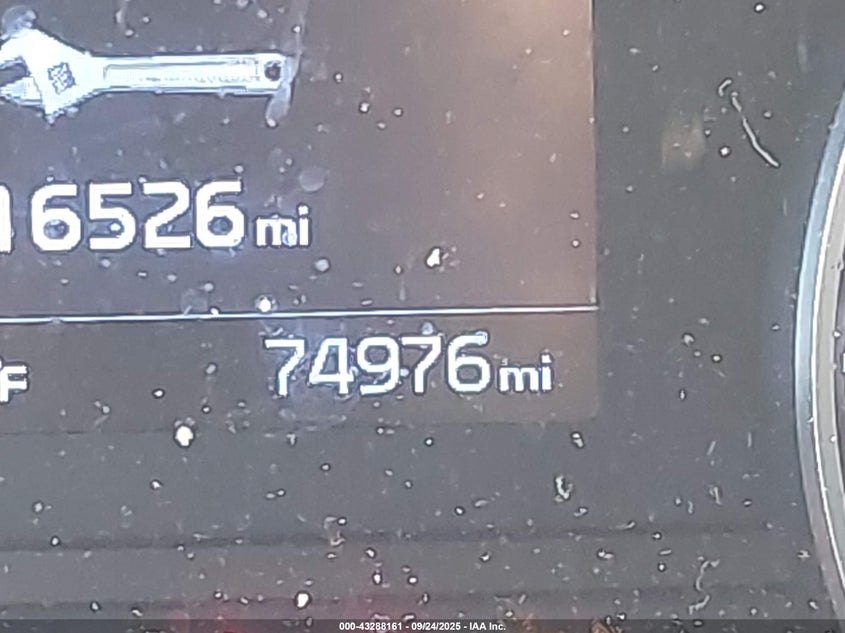 16526 mi
74976 mi
°F
000-43288161 - 09/24/2025 - IAA Inc.